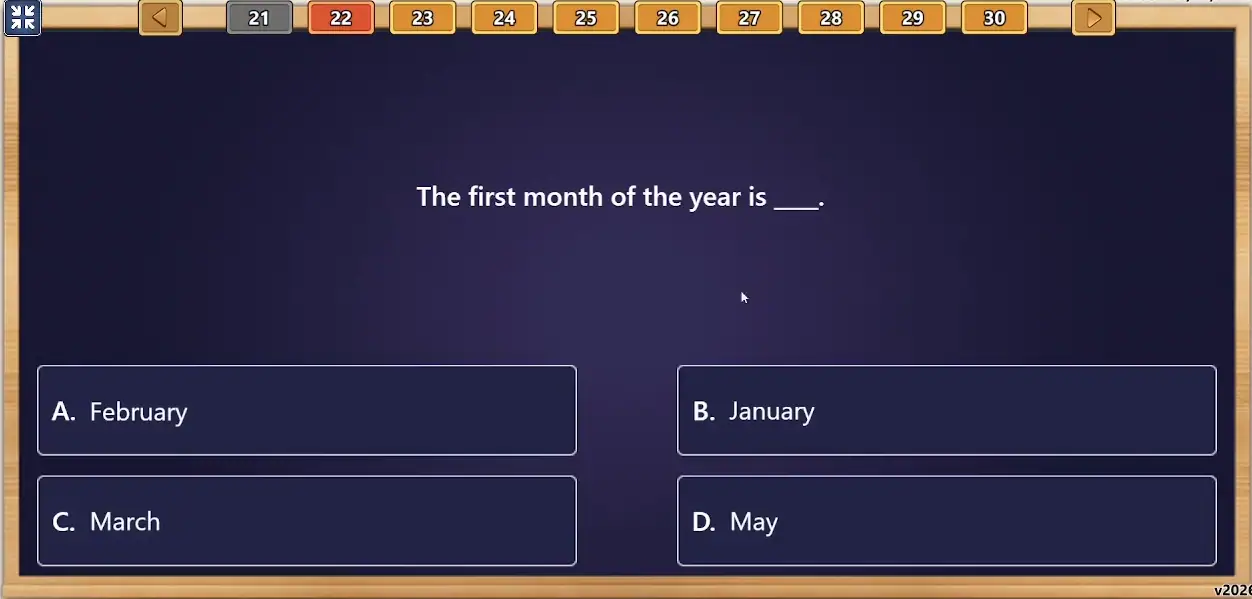 21 22 23 24 25 26 27 28 29 30
The first month of the year is ____.
A. February
B. January
C. March
D. May